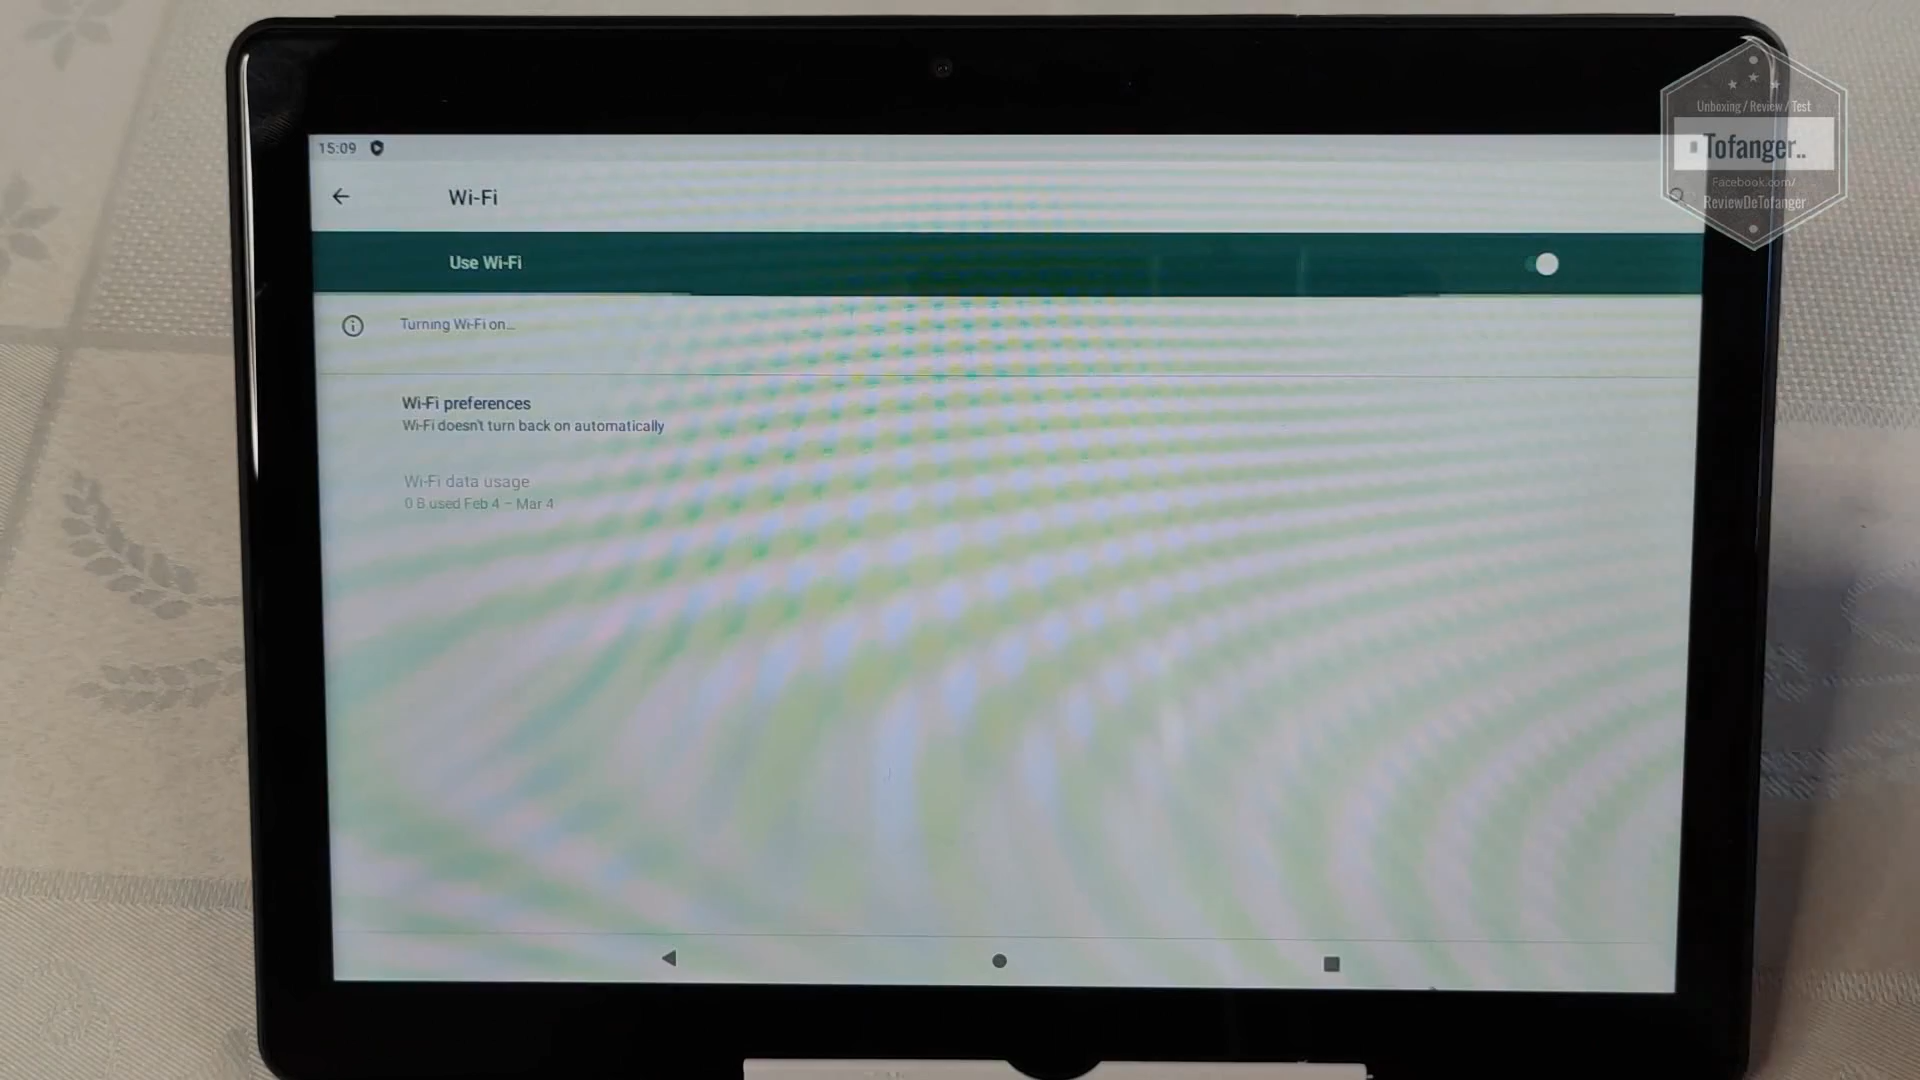 Unboxing / Review / Test
Tofanger..
Facebook.com/
ReviewDeTofanger
15:09
Wi-Fi
Use Wi-Fi
Turning Wi-Fi on...
Wi-Fi preferences
Wi-Fi doesn't turn back on automatically
Wi-Fi data usage
0 B used Feb 4 – Mar 4